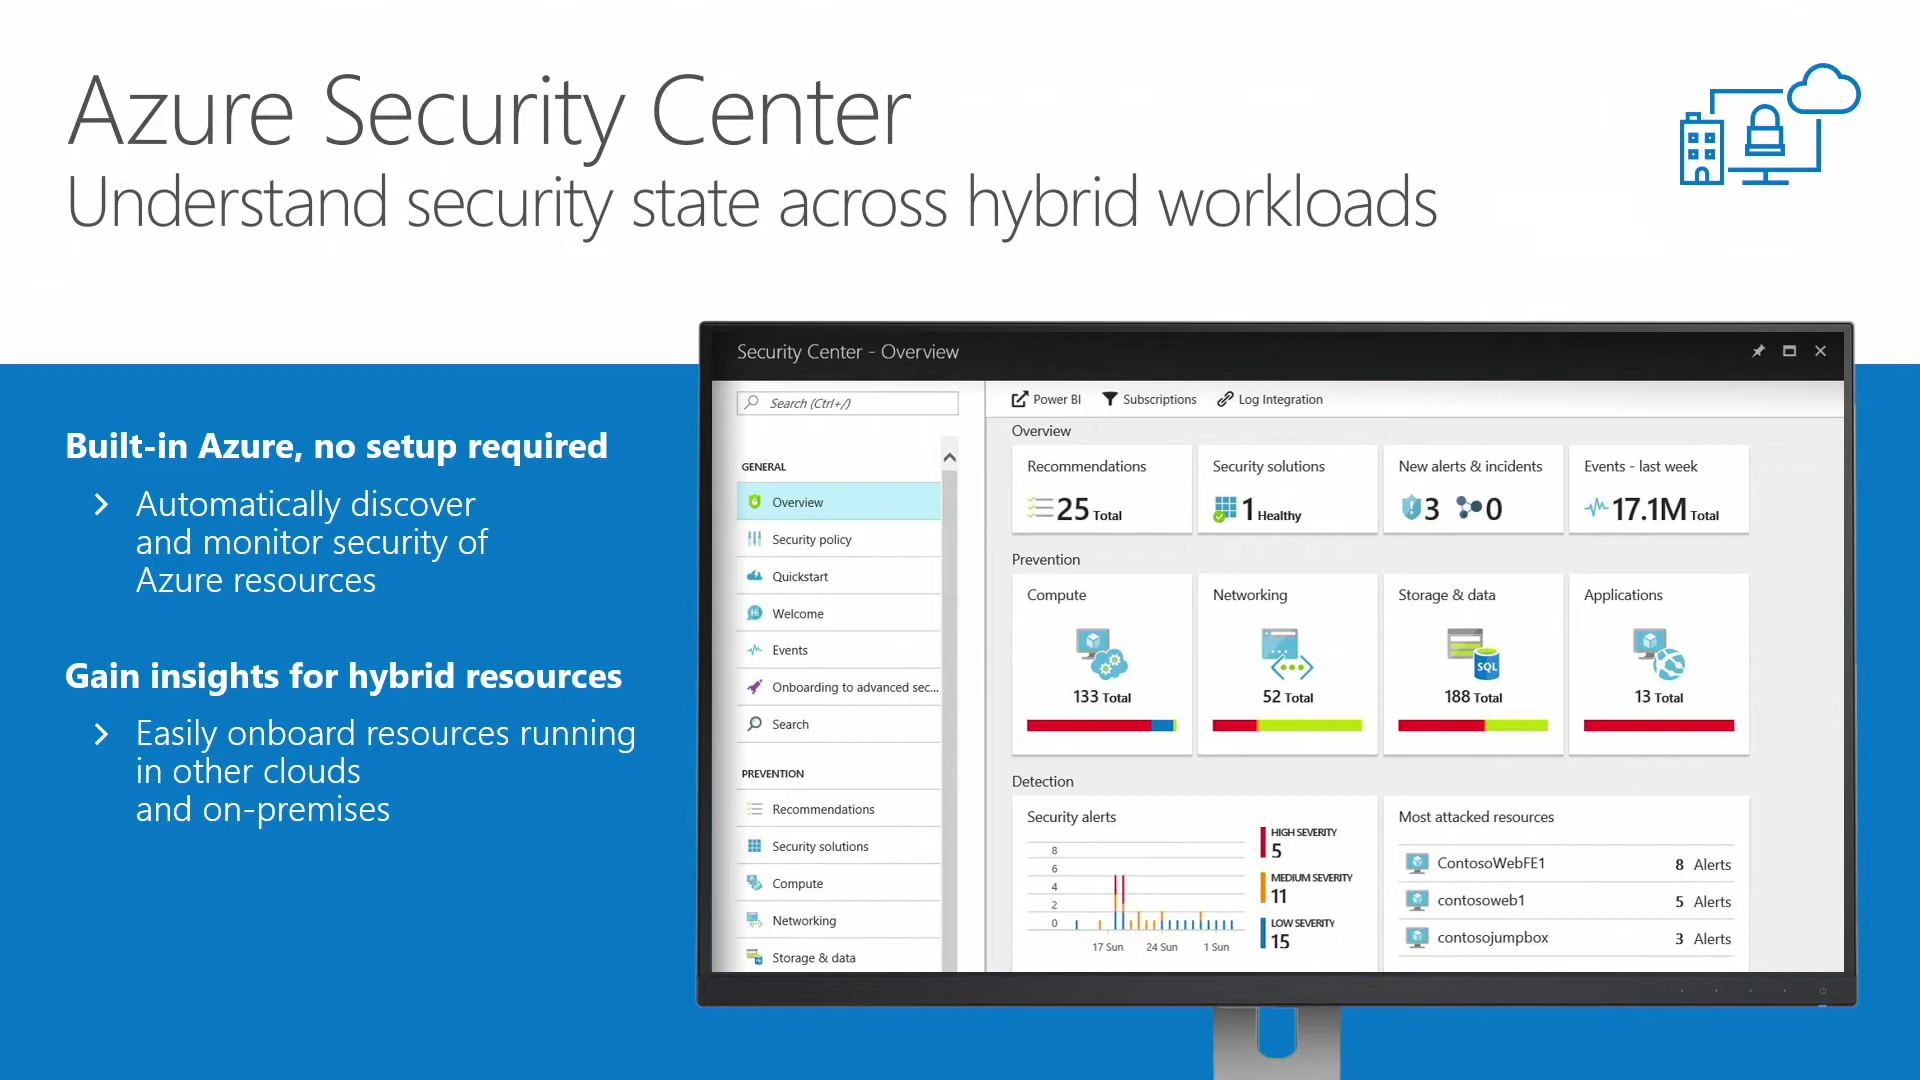 Azure Security Center
Understand security state across hybrid workloads
Built-in Azure, no setup required
Automatically discover
and monitor security of
Azure resources
Gain insights for hybrid resources
Easily onboard resources running
in other clouds
and on-premises
Security Center - Overview
Search (Ctrl+/)
GENERAL
Overview
Security policy
Quickstart
Hi
Welcome
Events
Onboarding to advanced sec...
Search
PREVENTION
Recommendations
Security solutions
Compute
Networking
Storage & data
Power BI Subscriptions Log Integration
Overview
Recommendations
25 Total
Security solutions
1 Healthy
New alerts & incidents
3 0
Events - last week
17.1M Total
Prevention
Compute
133 Total
Networking
52 Total
Storage & data
SQL
188 Total
Applications
13 Total
Detection
Security alerts
8
6
4
2
0
17 Sun 24 Sun 1 Sun
HIGH SEVERITY
5
MEDIUM SEVERITY
11
LOW SEVERITY
15
Most attacked resources
ContosoWebFE1 8 Alerts
contosoweb1 5 Alerts
contosojumpbox 3 Alerts